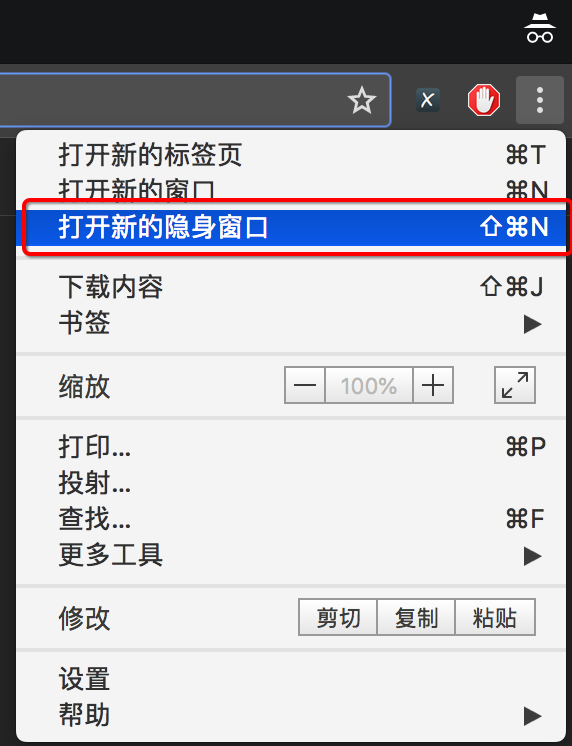 X
打开新的标签页 ⌘T
打开新的窗口 ⌘N
打开新的隐身窗口 ⇧⌘N
下载内容 ⇧⌘J
书签 ▶
缩放 — 100% +
打印... ⌘P
投射...
查找... ⌘F
更多工具 ▶
修改 剪切 复制 粘贴
设置
帮助 ▶